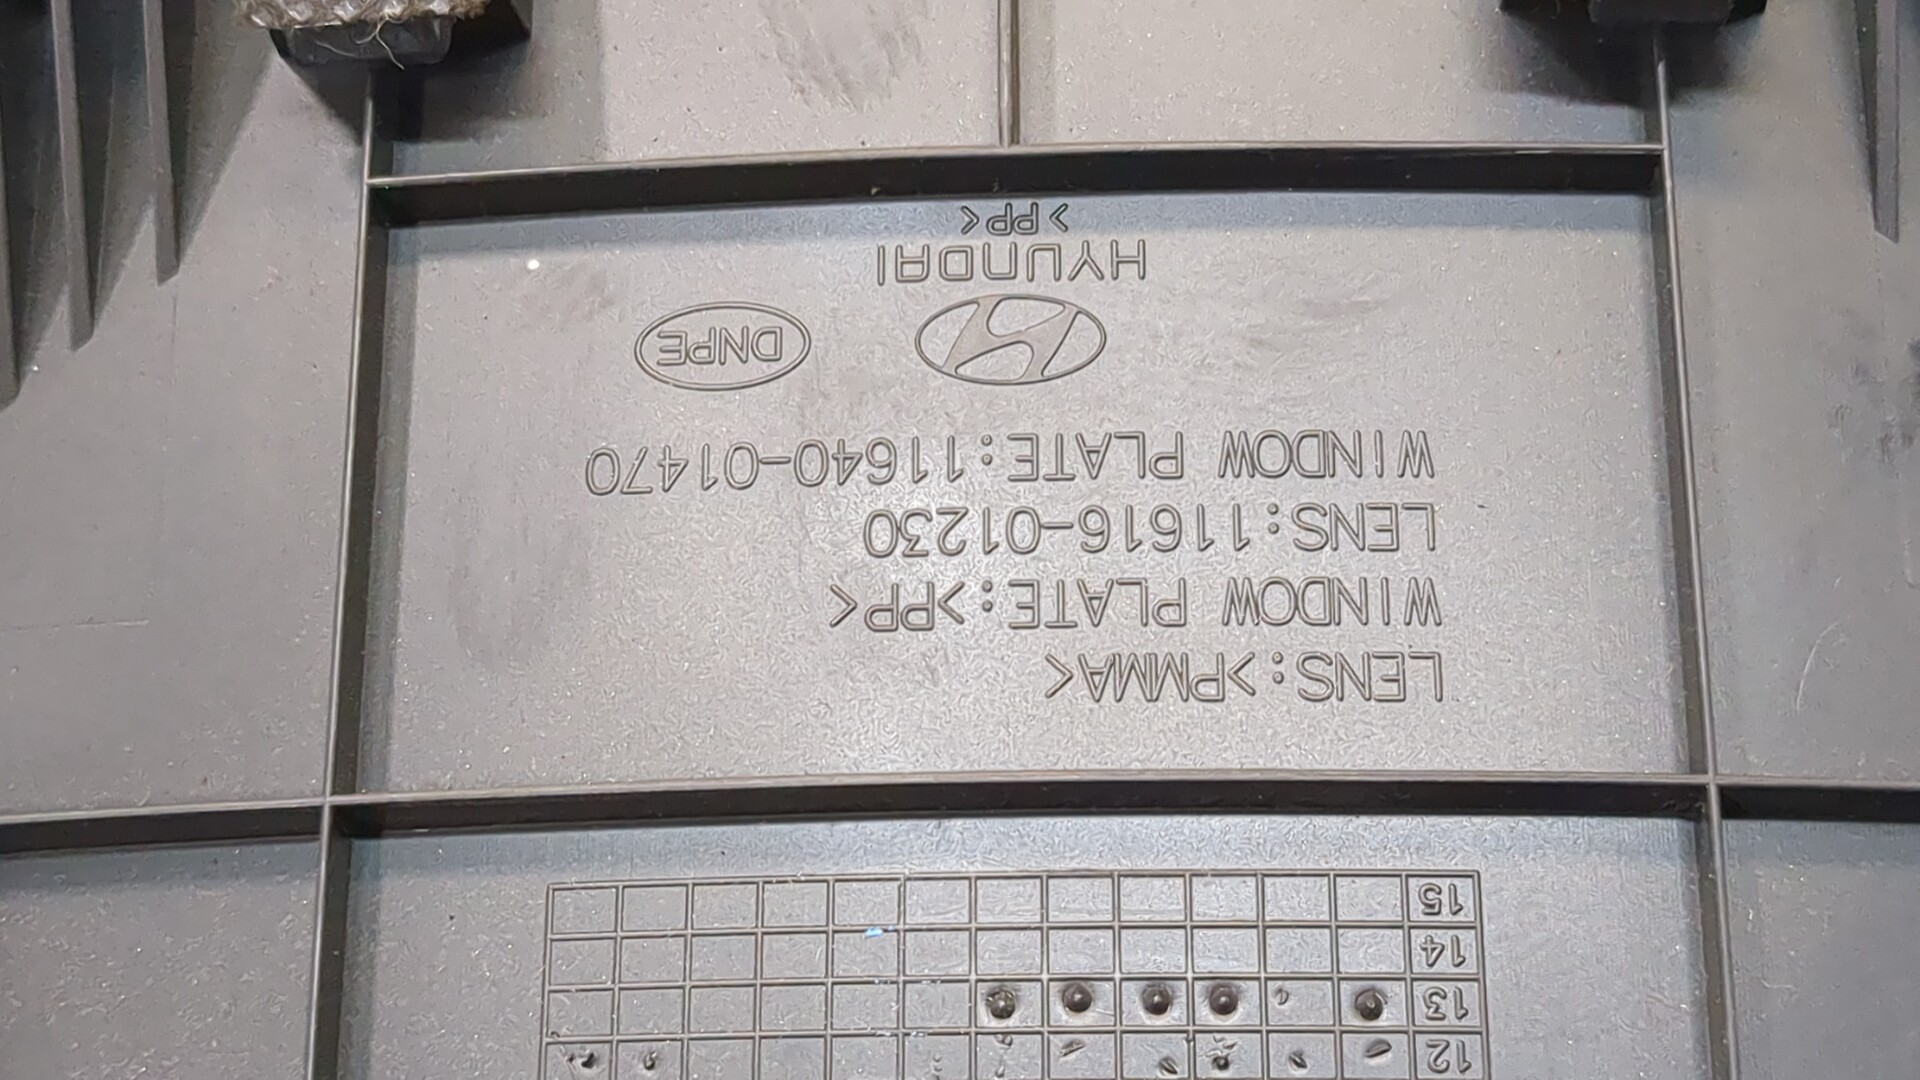 12
13
14
15
LENS:>PMMA<
WINDOW PLATE:>PP<
LENS:11616-01230
WINDOW PLATE:11640-01470
DNPE
HYUNDAI
>PP<